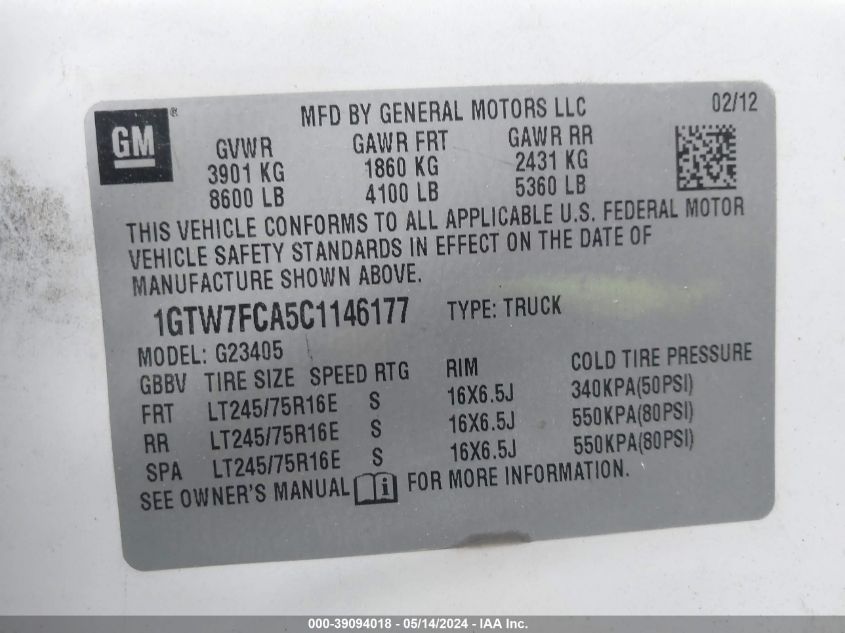 GM ®
MFD BY GENERAL MOTORS LLC 02/12
GVWR GAWR FRT GAWR RR
3901 KG 1860 KG 2431 KG
8600 LB 4100 LB 5360 LB
THIS VEHICLE CONFORMS TO ALL APPLICABLE U.S. FEDERAL MOTOR
VEHICLE SAFETY STANDARDS IN EFFECT ON THE DATE OF
MANUFACTURE SHOWN ABOVE.
1GTW7FCA5C1146177 TYPE: TRUCK
MODEL: G23405
GBBV TIRE SIZE SPEED RTG RIM COLD TIRE PRESSURE
FRT LT245/75R16E S 16X6.5J 340KPA(50PSI)
RR LT245/75R16E S 16X6.5J 550KPA(80PSI)
SPA LT245/75R16E S 16X6.5J 550KPA(80PSI)
SEE OWNER'S MANUAL i FOR MORE INFORMATION.
000-39094018 - 05/14/2024 - IAA Inc.